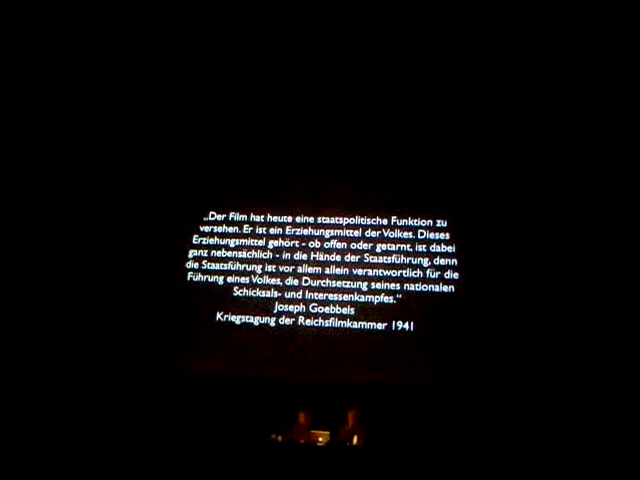 „Der Film hat heute eine staatspolitische Funktion zu
versehen. Er ist ein Erziehungsmittel der Volkes. Dieses
Erziehungsmittel gehört - ob offen oder getarnt, ist dabei
ganz nebensächlich - in die Hände der Staatsführung, denn
die Staatsführung ist vor allem allein verantwortlich für die
Führung eines Volkes, die Durchsetzung seines nationalen
Schicksals- und Interessenkampfes.“
Joseph Goebbels
Kriegstagung der Reichsfilmkammer 1941